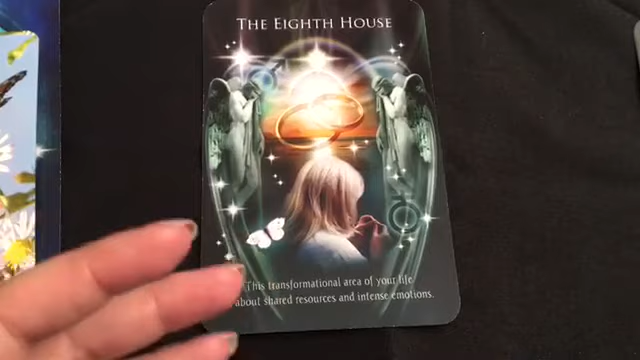 THE EIGHTH HOUSE
This transformational area of your life
about shared resources and intense emotions.